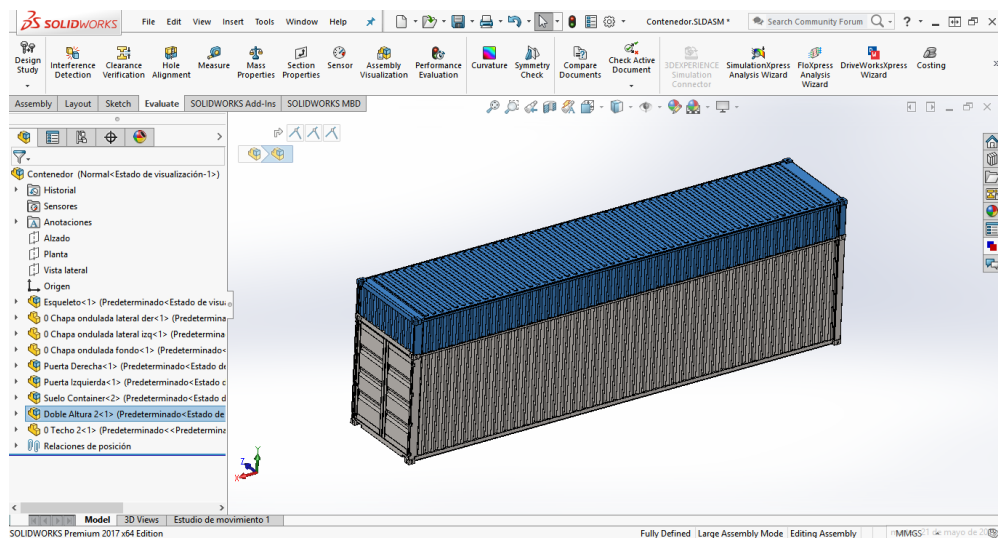 SOLIDWORKS File Edit View Insert Tools Window Help Contenedor.SLDASM * Search Community Forum
Design Study Interference Detection Clearance Verification Hole Alignment Measure Mass Properties Section Properties Sensor Assembly Visualization Performance Evaluation Curvature Symmetry Check Compare Documents Check Active Document 3DEXPERIENCE Simulation Connector SimulationXpress Analysis Wizard FloXpress Analysis Wizard DriveWorksXpress Wizard Costing
Assembly Layout Sketch Evaluate SOLIDWORKS Add-Ins SOLIDWORKS MBD
Contenedor (Normal<Estado de visualización-1>)
Historial
Sensores
Anotaciones
Alzado
Planta
Vista lateral
Origen
Esqueleto<1> (Predeterminado<Estado de visu
0 Chapa ondulada lateral der<1> (Predetermina
0 Chapa ondulada lateral izq<1> (Predetermina
0 Chapa ondulada fondo<1> (Predeterminado<
Puerta Derecha<1> (Predeterminado<Estado de
Puerta Izquierda<1> (Predeterminado<Estado c
Suelo Container<2> (Predeterminado<Estado d
Doble Altura 2<1> (Predeterminado<Estado de
0 Techo 2<1> (Predeterminado<<Predetermina
Relaciones de posición
Y
Z
X
Model 3D Views Estudio de movimiento 1
SOLIDWORKS Premium 2017 x64 Edition Fully Defined Large Assembly Mode Editing Assembly MMGS 21 de mayo de